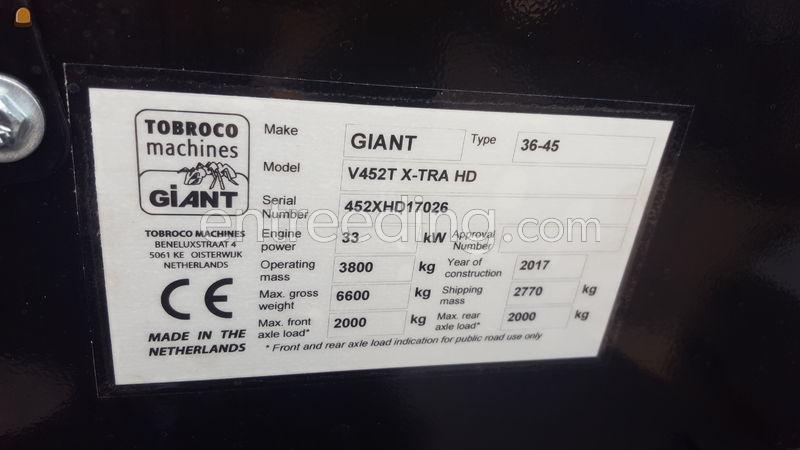 TOBROCO
machines
GiANT
TOBROCO MACHINES
BENELUXSTRAAT 4
5061 KE OISTERWIJK
NETHERLANDS
CE
MADE IN THE
NETHERLANDS
Make GIANT Type 36-45
Model V452T X-TRA HD
Serial Number 452XHD17026
Engine power 33 kW Approval Number
Operating mass 3800 kg Year of construction 2017
Max. gross weight 6600 kg Shipping mass 2770 kg
Max. front axle load* 2000 kg Max. rear axle load* 2000 kg
* Front and rear axle load indication for public road use only
entreeding.com